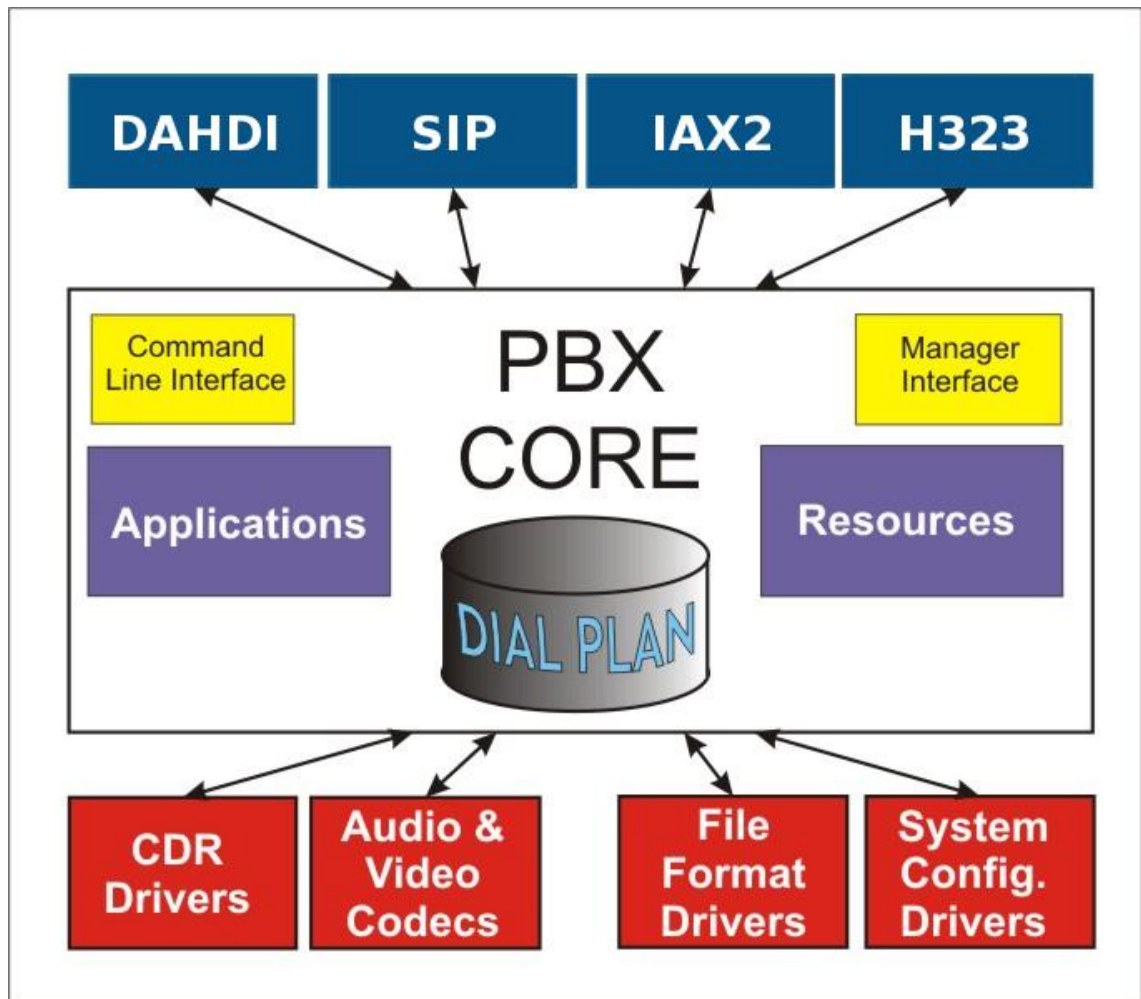 DAHDI
SIP
IAX2
H323
Command
Line Interface
PBX
CORE
Manager
Interface
Applications
Resources
DIAL PLAN
CDR
Drivers
Audio &
Video
Codecs
File
Format
Drivers
System
Config.
Drivers